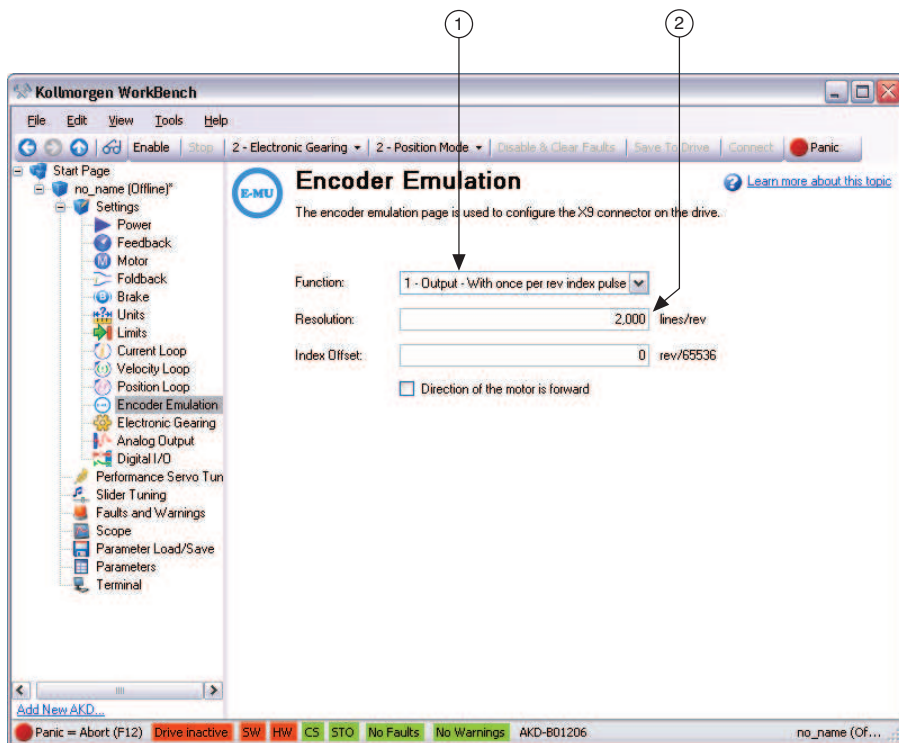 1 2
Kollmorgen WorkBench
File Edit View Tools Help
Enable Stop 2 - Electronic Gearing 2 - Position Mode Disable & Clear Faults Save To Drive Connect Panic
Start Page
no_name (Offline)*
Settings
Power
Feedback
Motor
Foldback
Brake
Units
Limits
Current Loop
Velocity Loop
Position Loop
Encoder Emulation
Electronic Gearing
Analog Output
Digital I/O
Performance Servo Tun
Slider Tuning
Faults and Warnings
Scope
Parameter Load/Save
Parameters
Terminal
Add New AKD...
E-MU
Encoder Emulation
Learn more about this topic
The encoder emulation page is used to configure the X9 connector on the drive.
Function: 1 - Output - With once per rev index pulse
Resolution: 2,000 lines/rev
Index Offset: 0 rev/65536
Direction of the motor is forward
Panic = Abort (F12) Drive inactive SW HW CS STO No Faults No Warnings AKD-B01206 no_name (Of...